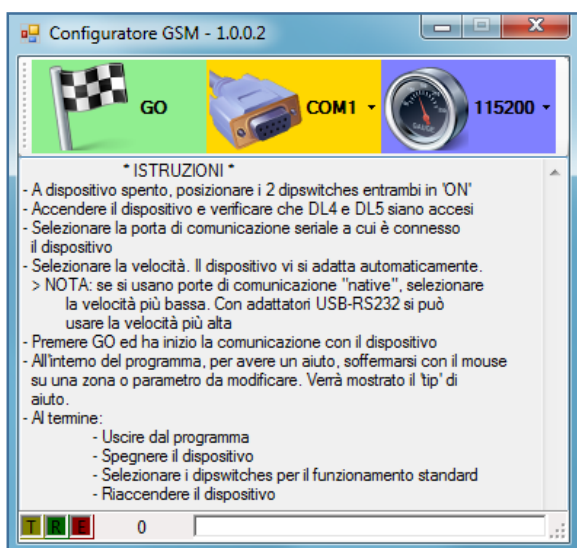 Configuratore GSM - 1.0.0.2
GO
COM1
115200
GAUGE
* ISTRUZIONI *
- A dispositivo spento, posizionare i 2 dipswitches entrambi in 'ON'
- Accendere il dispositivo e verificare che DL4 e DL5 siano accesi
- Selezionare la porta di comunicazione seriale a cui è connesso
il dispositivo
- Selezionare la velocità. Il dispositivo vi si adatta automaticamente.
> NOTA: se si usano porte di comunicazione "native", selezionare
la velocità più bassa. Con adattatori USB-RS232 si può
usare la velocità più alta
- Premere GO ed ha inizio la comunicazione con il dispositivo
- All'interno del programma, per avere un aiuto, soffermarsi con il mouse
su una zona o parametro da modificare. Verrà mostrato il 'tip' di
aiuto.
- Al termine:
- Uscire dal programma
- Spegnere il dispositivo
- Selezionare i dipswitches per il funzionamento standard
- Riaccendere il dispositivo
T R E 0